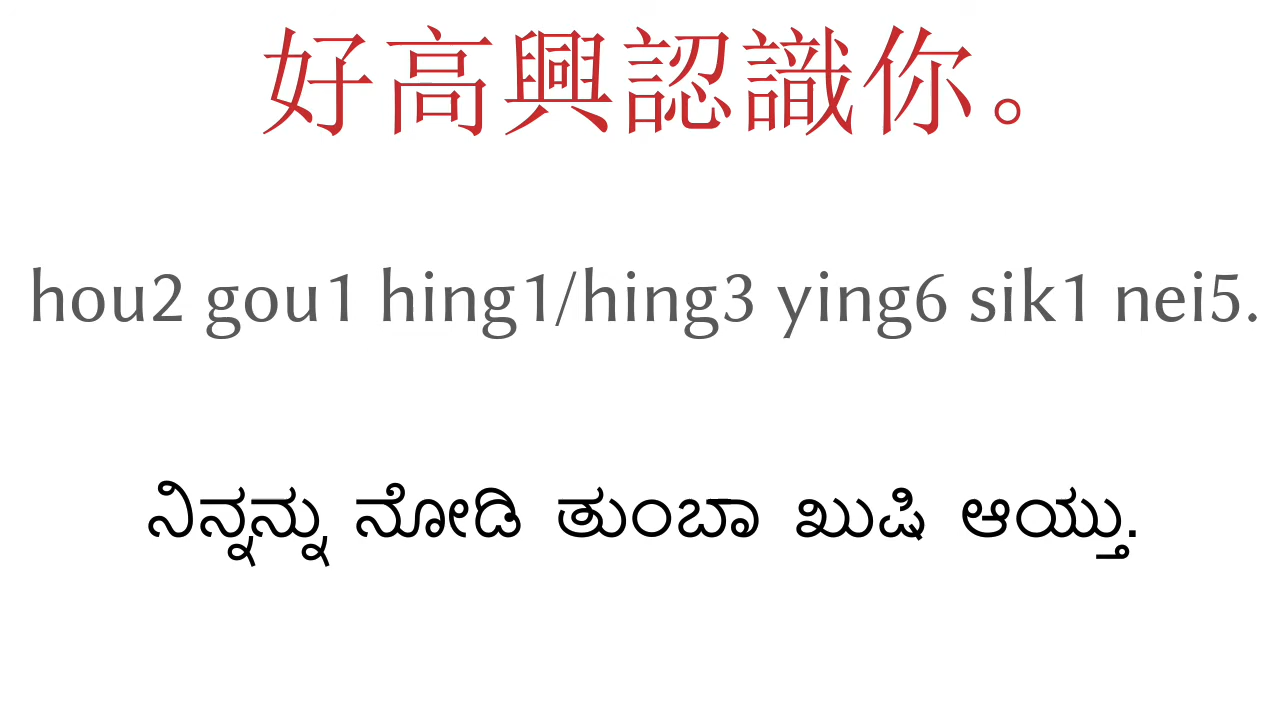 好高興認識你。
hou2 gou1 hing1/hing3 ying6 sik1 nei5.
ನಿನ್ನನ್ನು ನೋಡಿ ತುಂಬಾ ಖುಷಿ ಆಯ್ತು.